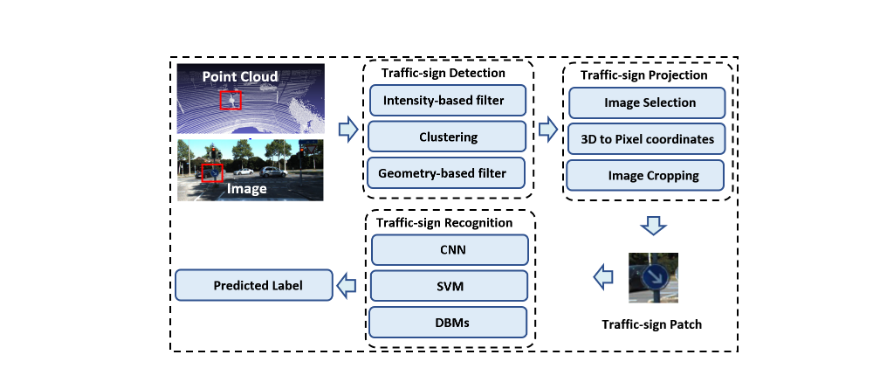 Point Cloud
Image
Traffic-sign Detection
Intensity-based filter
Clustering
Geometry-based filter
Traffic-sign Projection
Image Selection
3D to Pixel coordinates
Image Cropping
Traffic-sign Patch
Traffic-sign Recognition
CNN
SVM
DBMs
Predicted Label